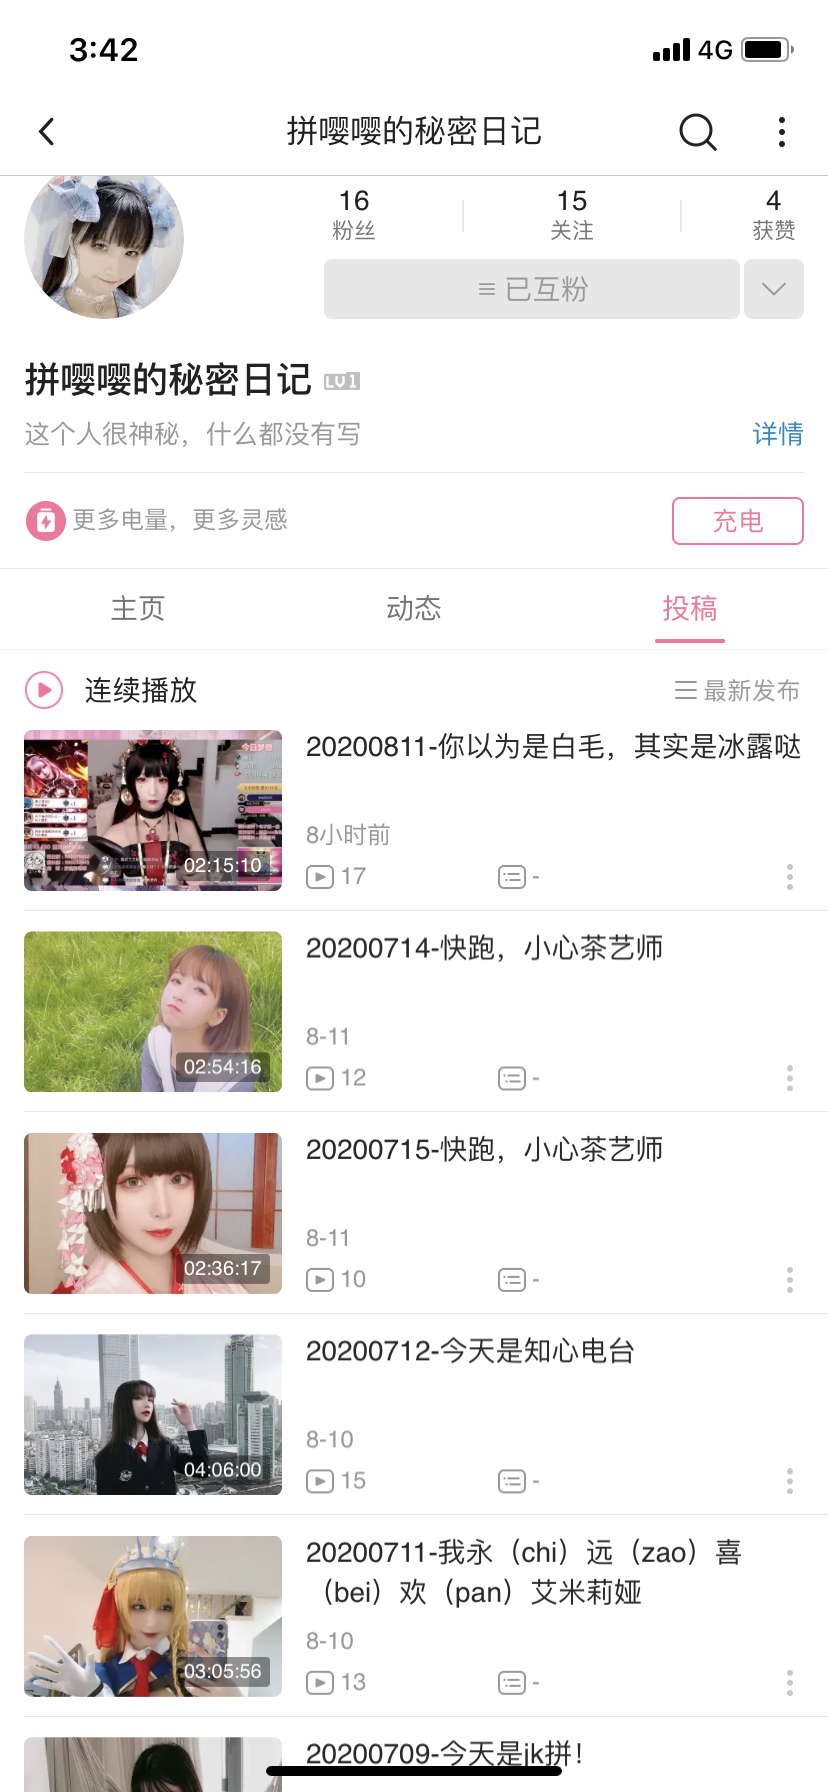 3:42
4G
拼嘤嘤的秘密日记
16
15
4
粉丝
关注
获赞
已互粉
拼嘤嘤的秘密日记 LV1
这个人很神秘，什么都没有写
详情
更多电量，更多灵感
充电
主页
动态
投稿
连续播放
最新发布
今日梦想
02:15:10
20200811-你以为是白毛，其实是冰露哒
8小时前
17
-
02:54:16
20200714-快跑，小心茶艺师
8-11
12
-
02:36:17
20200715-快跑，小心茶艺师
8-11
10
-
04:06:00
20200712-今天是知心电台
8-10
15
-
03:05:56
20200711-我永（chi）远（zao）喜
（bei）欢（pan）艾米莉娅
8-10
13
-
20200709-今天是jk拼！